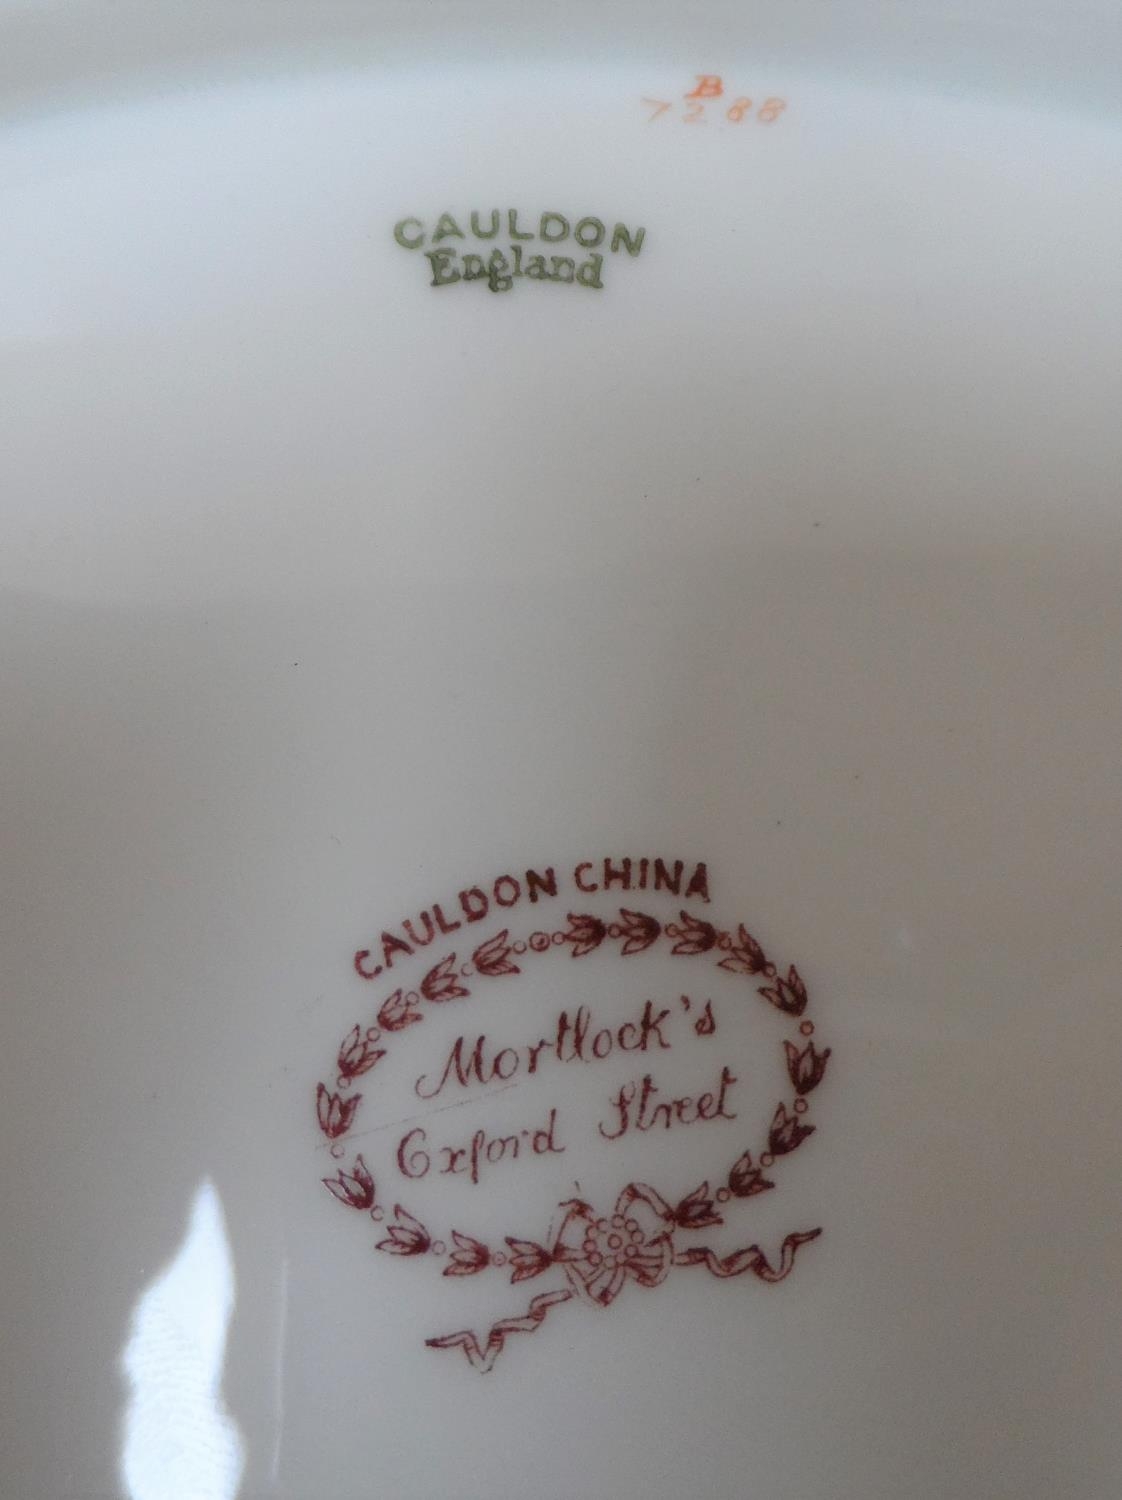 B
7288
CAULDON
England
CAULDON CHINA
Mortlock's
Oxford Street